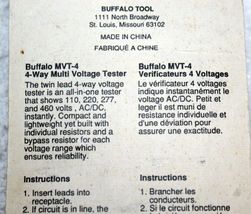 BUFFALO TOOL
1111 North Broadway
St. Louis, Missouri 63102
MADE IN CHINA
FABRIQUÉ A CHINE
Buffalo MVT-4
4-Way Multi Voltage Tester
The twin lead 4-way voltage
tester is an all-in-one tester
that shows 110, 220, 277,
and 460 volts, AC/DC,
instantly. Compact and
lightweight yet built with
individual resistors and a
bypass resistor for each
voltage range which
ensures reliability.
Instructions
1. Insert leads into
receptacle.
2. If circuit is in line, the
Buffalo MVT-4
Verificateurs 4 Voltages
Le vérificateur 4 voltages
indique instantanément le
voltage AC/DC. Petit et
leger il est muni de
resistance individuelle et
d'une déviation pour
assurer une exactitude.
Instructions
1. Brancher les
conducteurs.
2. Si le circuit fonctionne